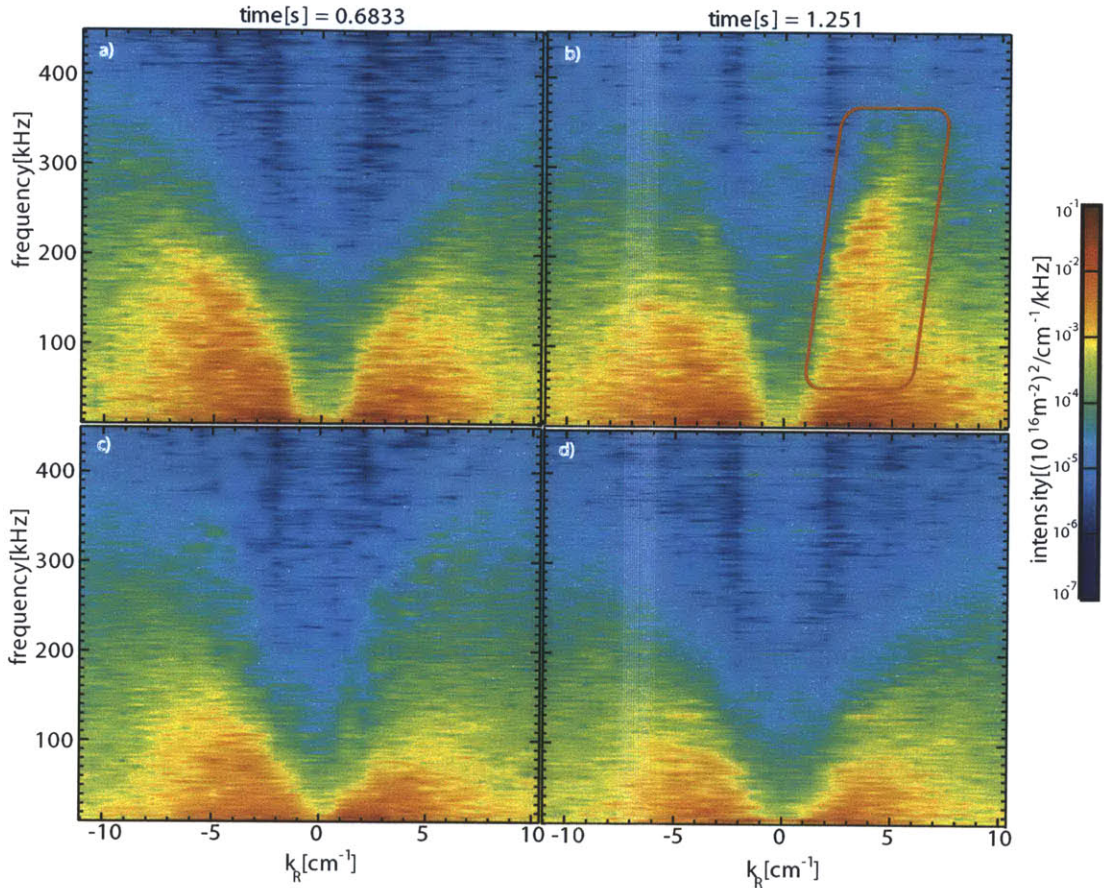 time[s] = 0.6833
time[s] = 1.251
a)
b)
frequency[kHz]
400
300
200
100
10⁻¹
10⁻²
10⁻³
10⁻⁴
10⁻⁵
10⁻⁶
10⁻⁷
intensity[(10¹⁶m⁻²)²/cm⁻¹/kHz]
c)
d)
frequency[kHz]
400
300
200
100
-10 -5 0 5 10
-10 -5 0 5 10
k_R[cm⁻¹]
k_R[cm⁻¹]